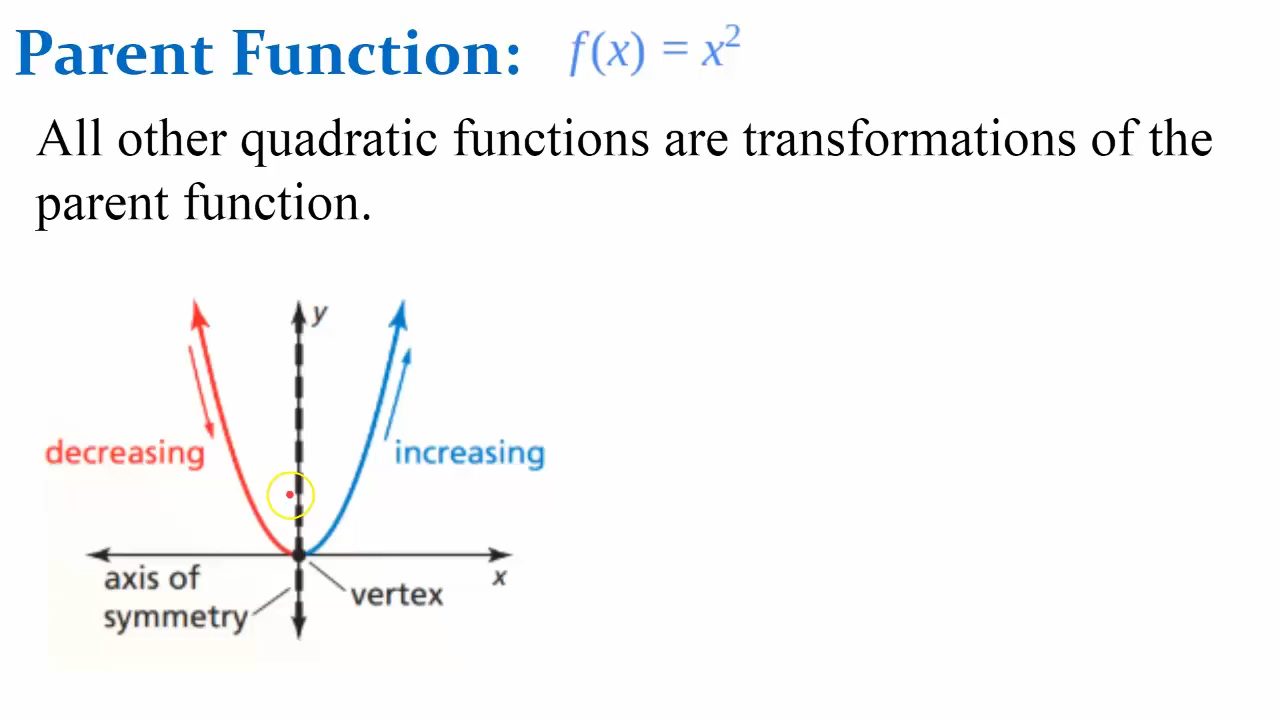 Parent Function: f(x) = x²
All other quadratic functions are transformations of the
parent function.
y
decreasing
increasing
axis of
symmetry
vertex
x